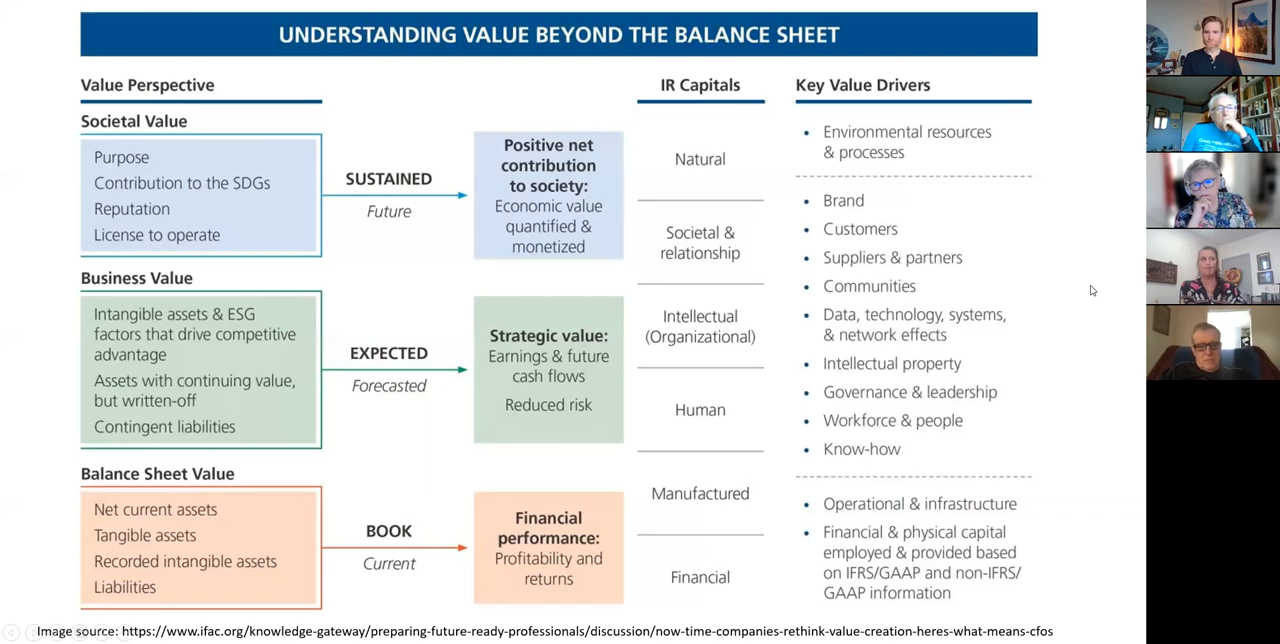 UNDERSTANDING VALUE BEYOND THE BALANCE SHEET
Value Perspective
Societal Value
Purpose
Contribution to the SDGs
Reputation
License to operate
SUSTAINED
Future
Positive net
contribution
to society:
Economic value
quantified &
monetized
Business Value
Intangible assets & ESG
factors that drive competitive
advantage
Assets with continuing value,
but written-off
Contingent liabilities
EXPECTED
Forecasted
Strategic value:
Earnings & future
cash flows
Reduced risk
Balance Sheet Value
Net current assets
Tangible assets
Recorded intangible assets
Liabilities
BOOK
Current
Financial
performance:
Profitability and
returns
IR Capitals
Natural
Societal &
relationship
Intellectual
(Organizational)
Human
Manufactured
Financial
Key Value Drivers
• Environmental resources
& processes
• Brand
• Customers
• Suppliers & partners
• Communities
• Data, technology, systems,
& network effects
• Intellectual property
• Governance & leadership
• Workforce & people
• Know-how
• Operational & infrastructure
• Financial & physical capital
employed & provided based
on IFRS/GAAP and non-IFRS/
GAAP information
Image source: https://www.ifac.org/knowledge-gateway/preparing-future-ready-professionals/discussion/now-time-companies-rethink-value-creation-heres-what-means-cfos